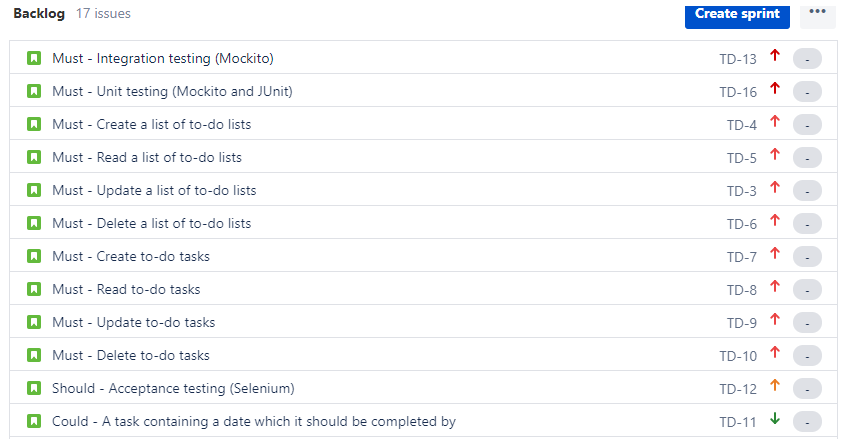 Backlog 17 issues Create sprint ...
Must - Integration testing (Mockito) TD-13 -
Must - Unit testing (Mockito and JUnit) TD-16 -
Must - Create a list of to-do lists TD-4 -
Must - Read a list of to-do lists TD-5 -
Must - Update a list of to-do lists TD-3 -
Must - Delete a list of to-do lists TD-6 -
Must - Create to-do tasks TD-7 -
Must - Read to-do tasks TD-8 -
Must - Update to-do tasks TD-9 -
Must - Delete to-do tasks TD-10 -
Should - Acceptance testing (Selenium) TD-12 -
Could - A task containing a date which it should be completed by TD-11 -